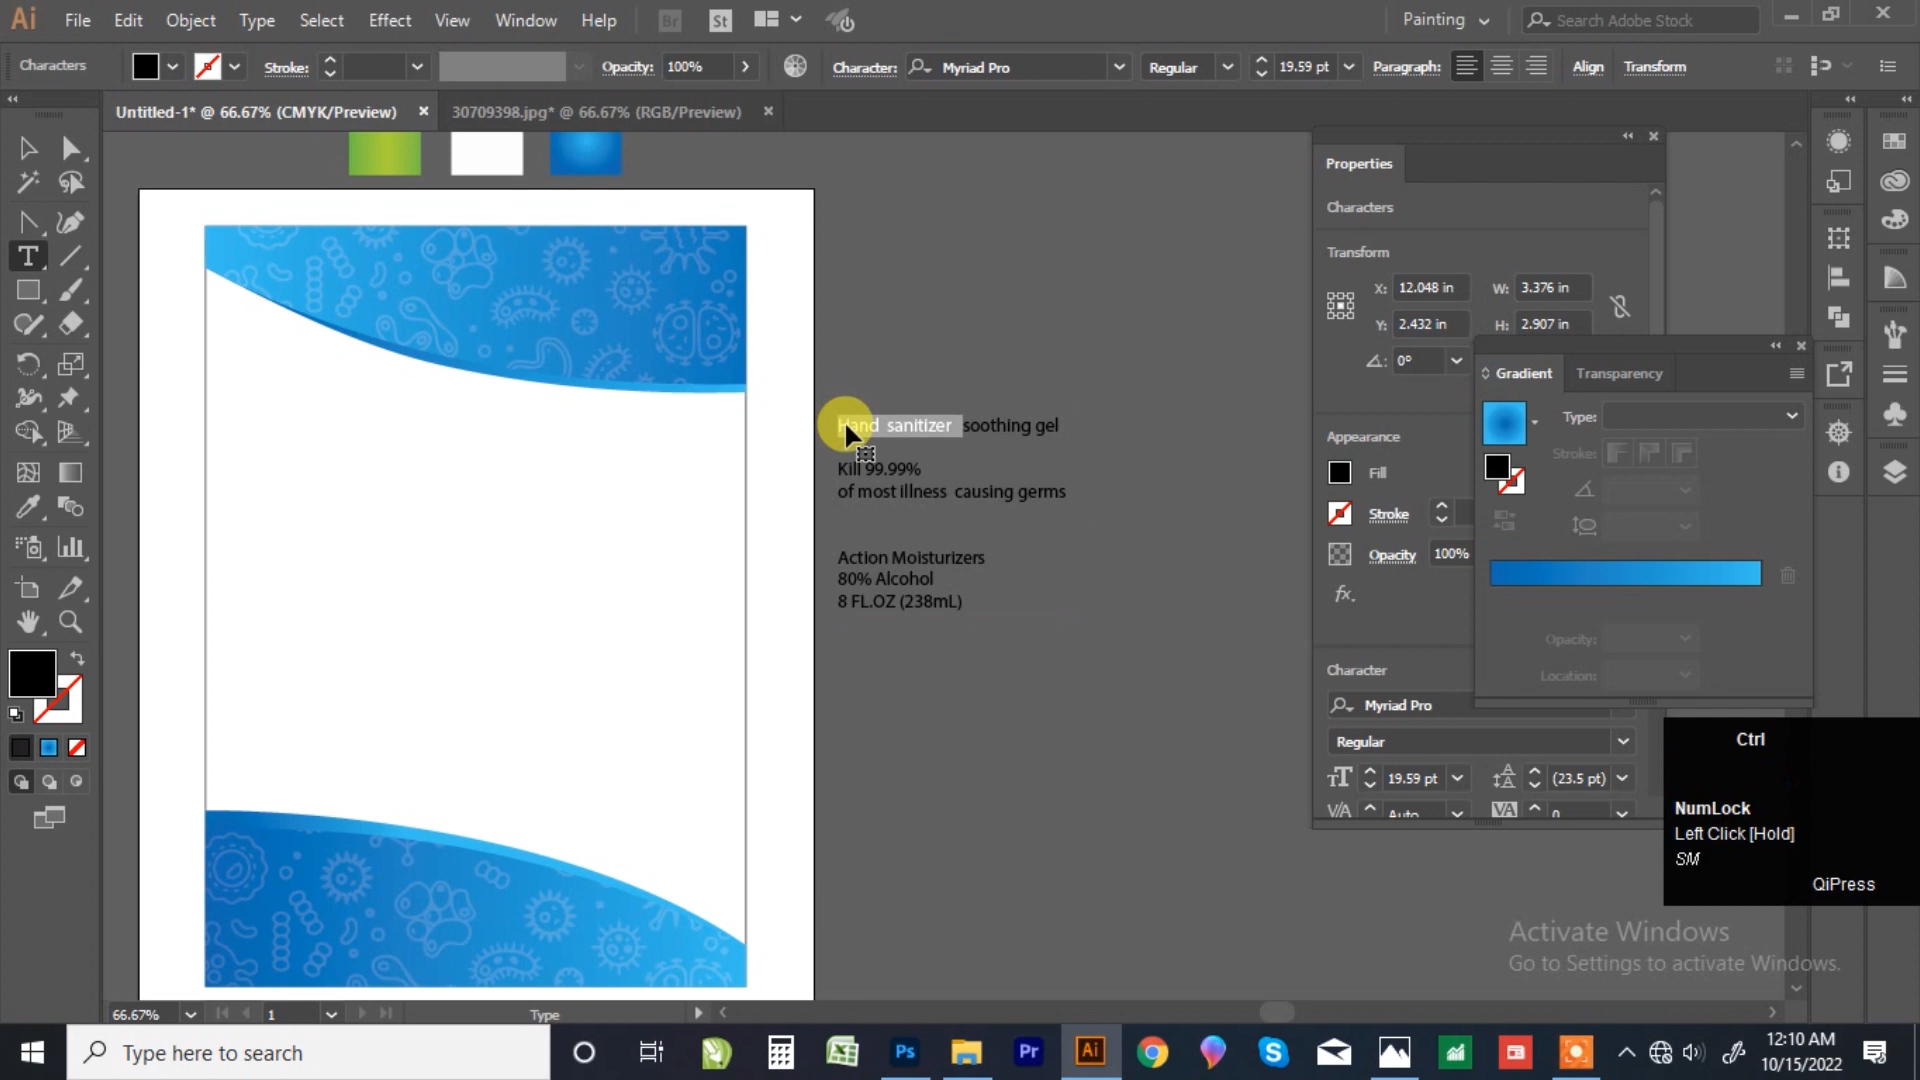 Ai File Edit Object Type Select Effect View Window Help Br St Painting Search Adobe Stock
Characters Stroke: Opacity: 100% Character: Myriad Pro Regular 19.59 pt Paragraph: Align Transform
Untitled-1* @ 66.67% (CMYK/Preview) 30709398.jpg* @ 66.67% (RGB/Preview)
Properties
Characters
Transform
X: 12.048 in W: 3.376 in
Y: 2.432 in H: 2.907 in
0°
Gradient Transparency
Type:
Appearance
Fill
Stroke:
Stroke
Opacity 100%
fx.
Opacity:
Location:
Character
Myriad Pro
Regular
19.59 pt (23.5 pt)
Auto 0
Hand sanitizer soothing gel
Kill 99.99%
of most illness causing germs
Action Moisturizers
80% Alcohol
8 FL.OZ (238mL)
Ctrl
NumLock
Left Click [Hold]
SM
QiPress
Activate Windows
Go to Settings to activate Windows.
66.67% 1 Type
Type here to search Ps Pr Ai 12:10 AM
10/15/2022